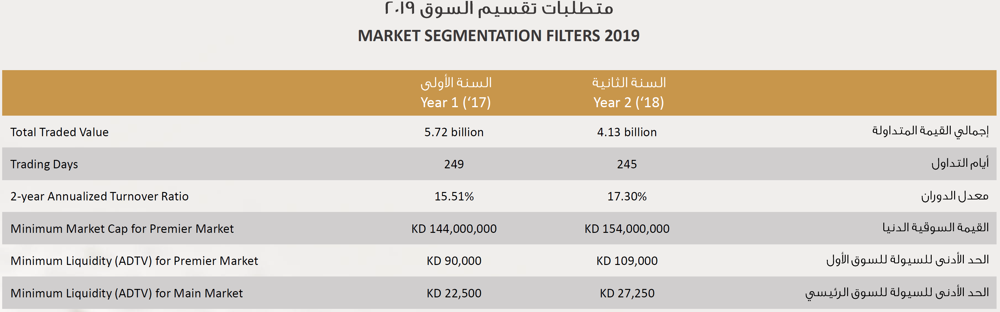 متطلبات تقسيم السوق ٢٠١٩
MARKET SEGMENTATION FILTERS 2019
السنة الأولى السنة الثانية
Year 1 (‘17) Year 2 (‘18)
Total Traded Value 5.72 billion 4.13 billion إجمالي القيمة المتداولة
Trading Days 249 245 أيام التداول
2-year Annualized Turnover Ratio 15.51% 17.30% معدل الدوران
Minimum Market Cap for Premier Market KD 144,000,000 KD 154,000,000 القيمة السوقية الدنيا
Minimum Liquidity (ADTV) for Premier Market KD 90,000 KD 109,000 الحد الأدنى للسيولة للسوق الأول
Minimum Liquidity (ADTV) for Main Market KD 22,500 KD 27,250 الحد الأدنى للسيولة للسوق الرئيسي